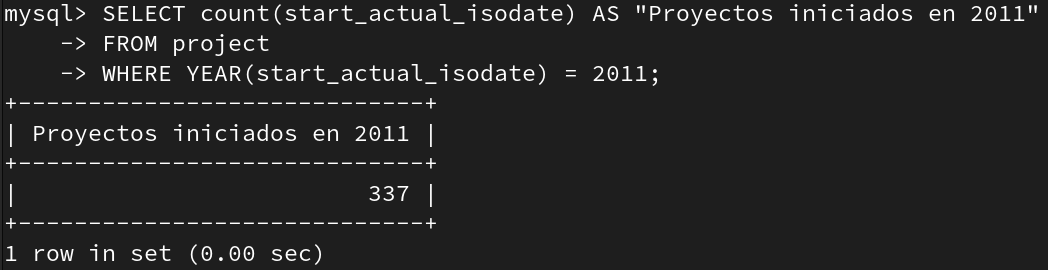 mysql> SELECT count(start_actual_isodate) AS "Proyectos iniciados en 2011"
    -> FROM project
    -> WHERE YEAR(start_actual_isodate) = 2011;
+-----------------------------+
| Proyectos iniciados en 2011 |
+-----------------------------+
|                         337 |
+-----------------------------+
1 row in set (0.00 sec)